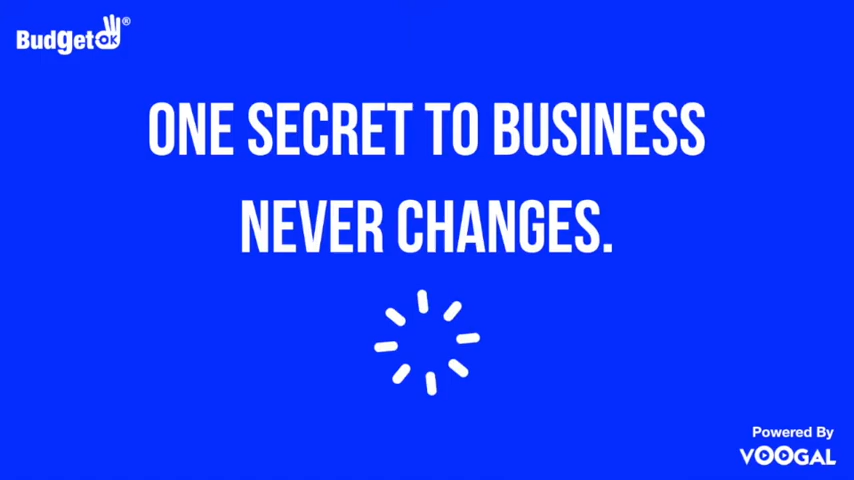 BudgetOK®
ONE SECRET TO BUSINESS
NEVER CHANGES.
Powered By
VOOGAL